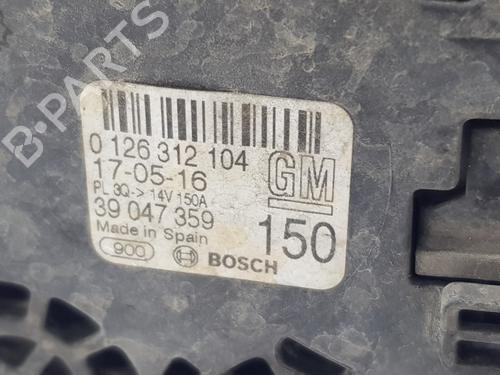 B-PARTS
0 126 312 104
17-05-16
GM
PL 3Q-> 14V 150A
39 047 359
150
Made in Spain
900
BOSCH